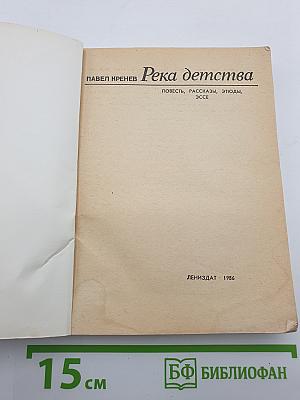 ПАВЕЛ КРЕНЕВ Река детства
ПОВЕСТЬ, РАССКАЗЫ, ЭТЮДЫ,
ЭССЕ
ЛЕНИЗДАТ · 1986
15 СМ
БФ БИБЛИОФАН